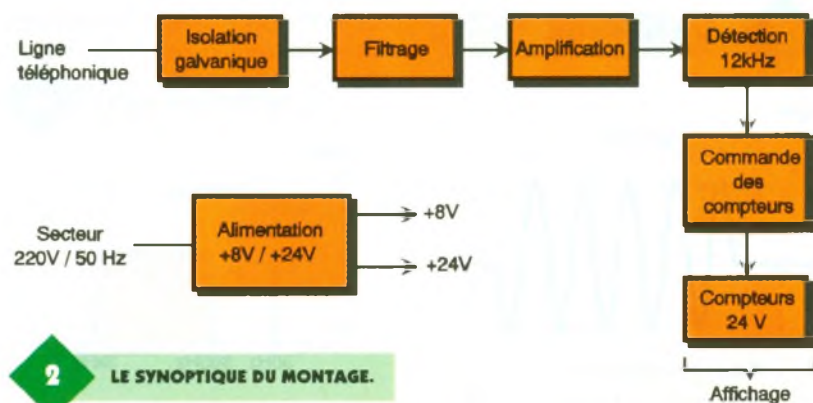 Ligne
téléphonique
Isolation
galvanique
Filtrage
Amplification
Détection
12kHz
Commande
des
compteurs
Compteurs
24 V
Affichage
Secteur
220V / 50 Hz
Alimentation
+8V / +24V
+8V
+24V
2 LE SYNOPTIQUE DU MONTAGE.